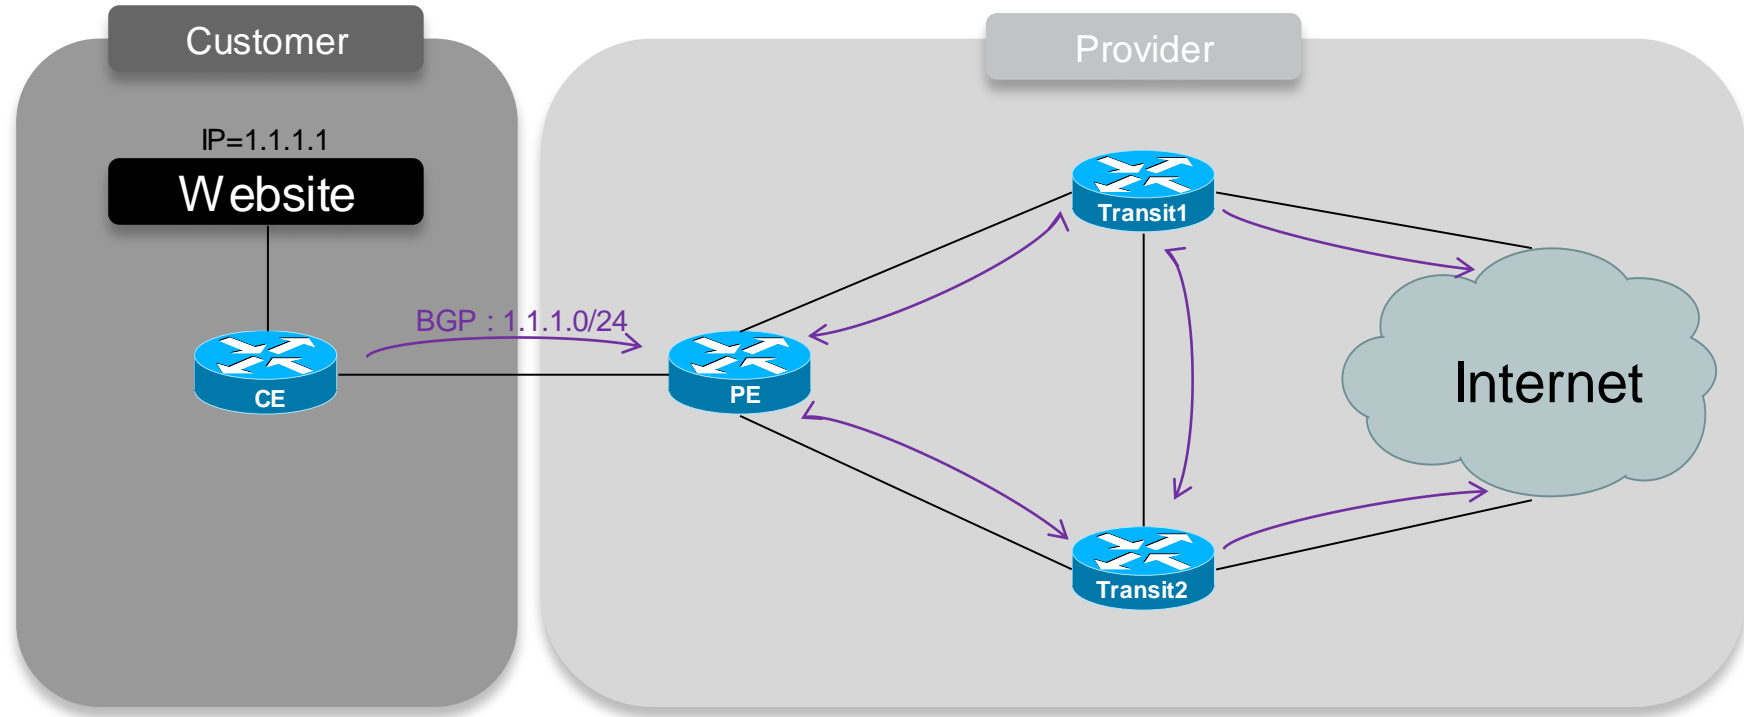 Customer
Provider
IP=1.1.1.1
Website
Transit1
BGP : 1.1.1.0/24
CE
PE
Internet
Transit2